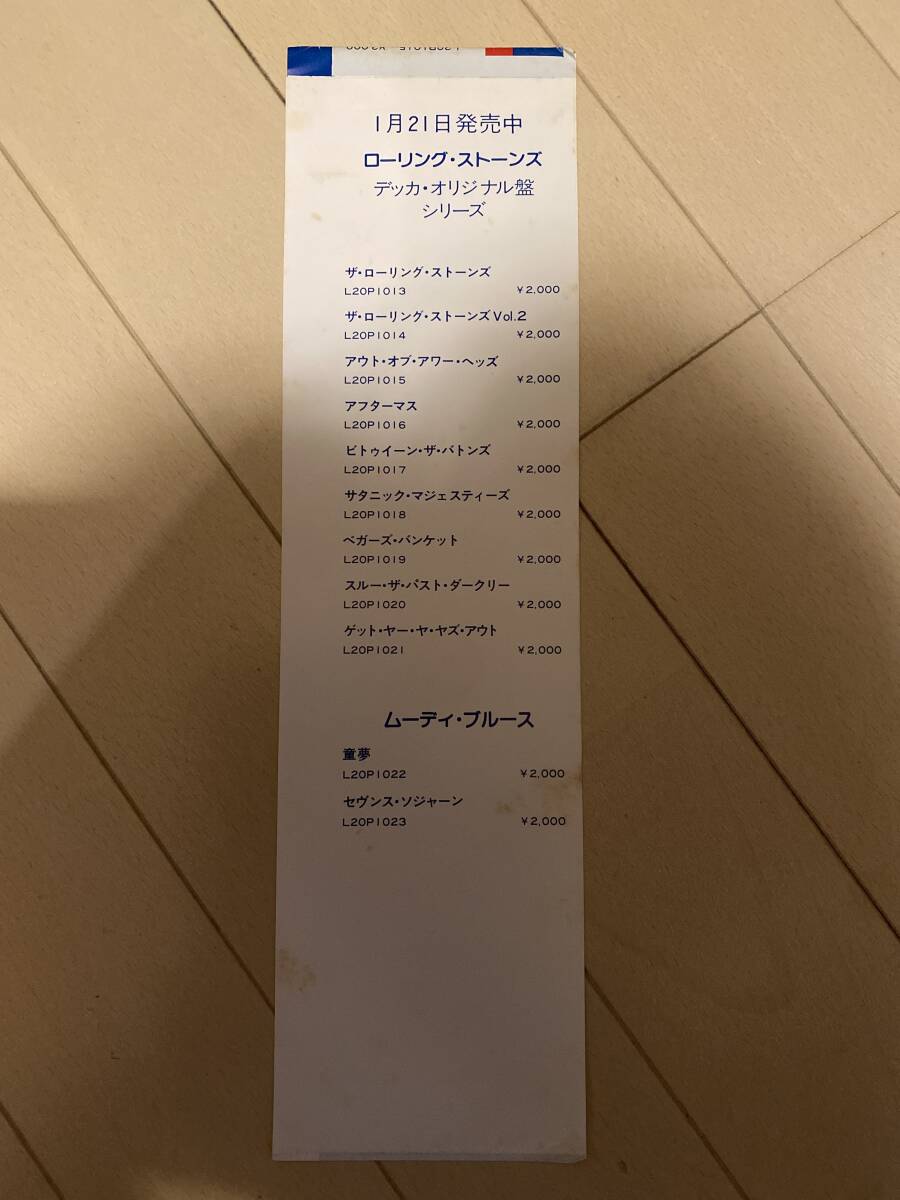 L20P1015 ¥2,000
1月21日発売中
ローリング・ストーンズ
デッカ・オリジナル盤
シリーズ
ザ・ローリング・ストーンズ
L20P1013 ¥2,000
ザ・ローリング・ストーンズVol.2
L20P1014 ¥2,000
アウト・オブ・アワー・ヘッズ
L20P1015 ¥2,000
アフターマス
L20P1016 ¥2,000
ビトゥイーン・ザ・バトンズ
L20P1017 ¥2,000
サタニック・マジェスティーズ
L20P1018 ¥2,000
ベガーズ・バンケット
L20P1019 ¥2,000
スルー・ザ・パスト・ダークリー
L20P1020 ¥2,000
ゲット・ヤー・ヤ・ヤズ・アウト
L20P1021 ¥2,000
ムーディ・ブルース
童夢
L20P1022 ¥2,000
セヴンス・ソジャーン
L20P1023 ¥2,000